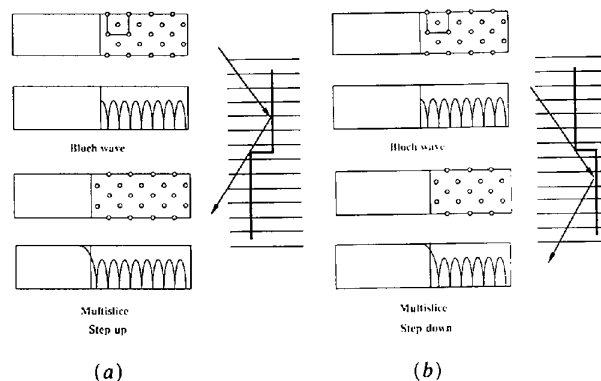 Bloch wave
Multislice
Step up
(a)
Bloch wave
Multislice
Step down
(b)